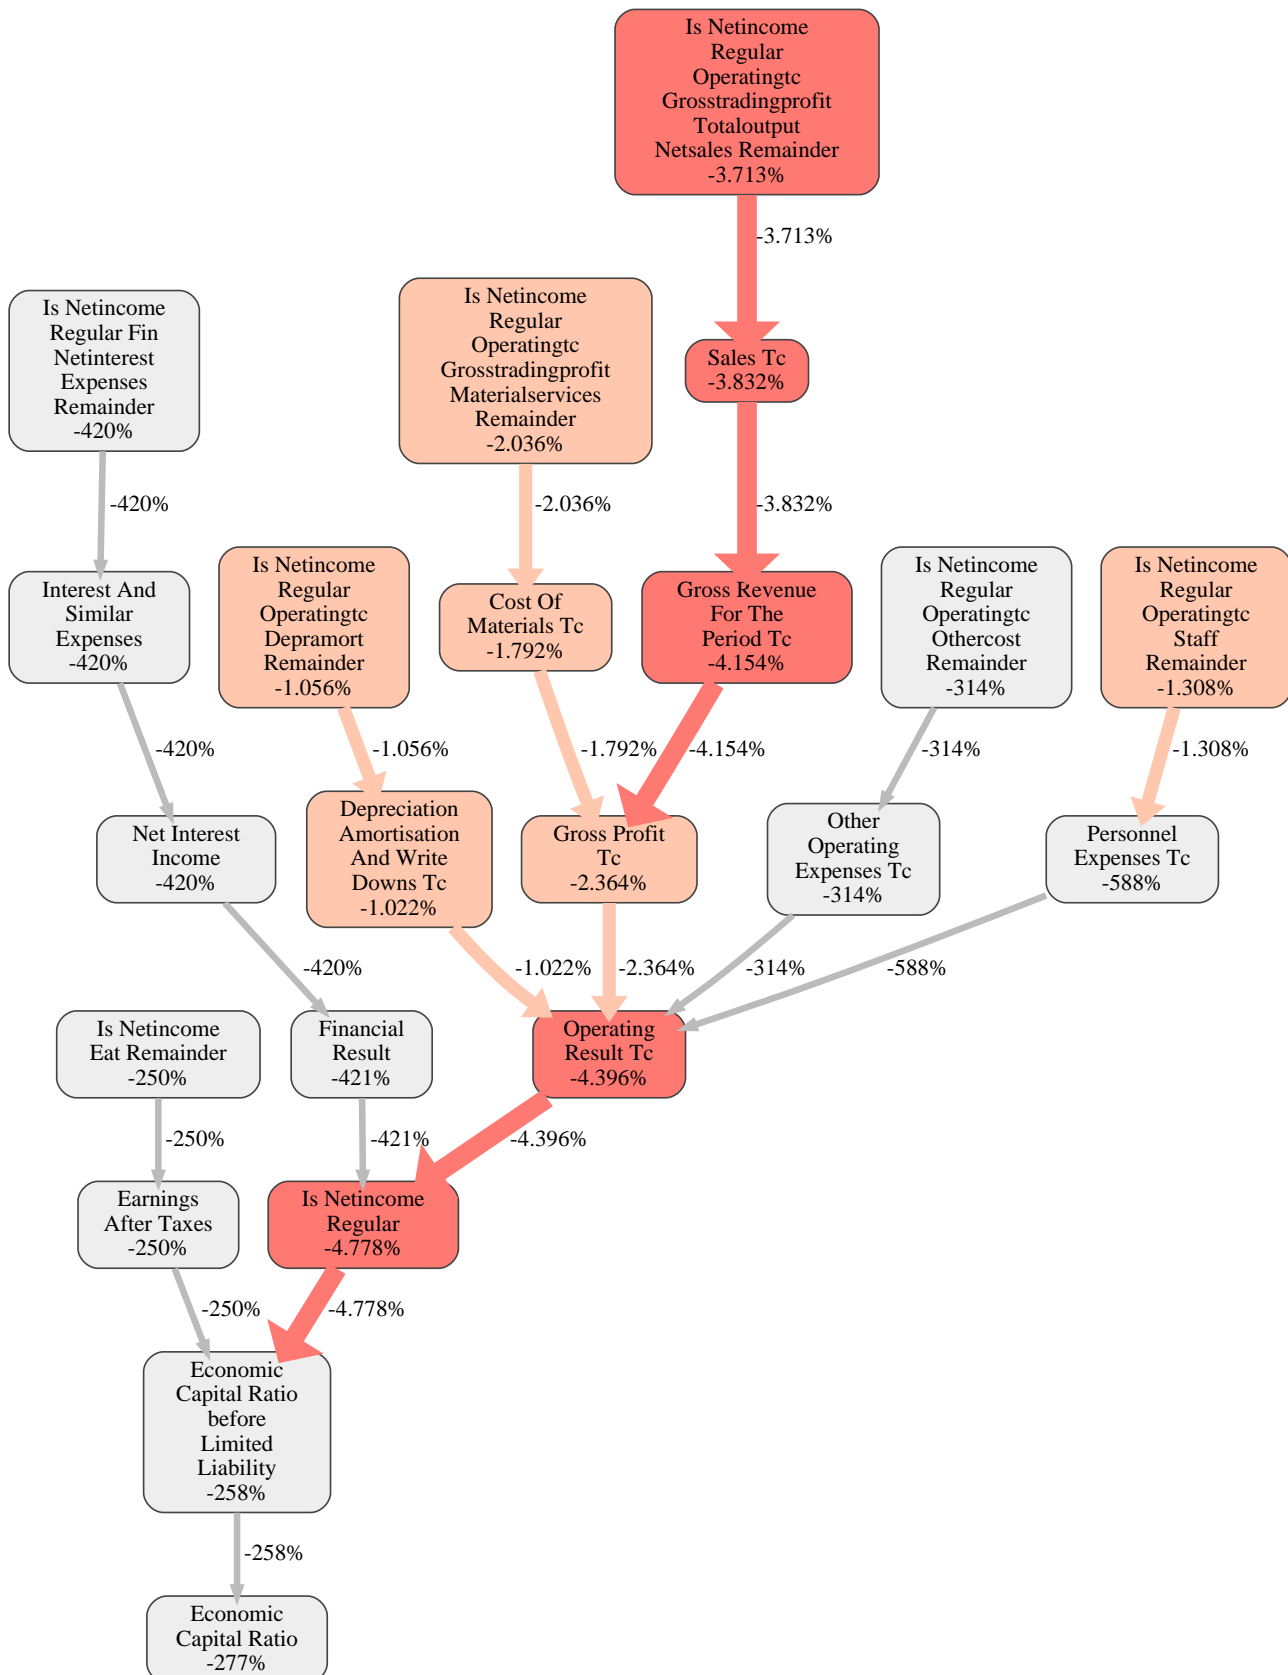 Is Netincome
Regular
Operatingtc
Grosstradingprofit
Totaloutput
Netsales Remainder
-3.713%
-3.713%
Is Netincome
Regular Fin
Netinterest
Expenses
Remainder
-420%
Is Netincome
Regular
Operatingtc
Grosstradingprofit
Materialservices
Remainder
-2.036%
Sales Tc
-3.832%
-420%
-2.036%
-3.832%
Interest And
Similar
Expenses
-420%
Is Netincome
Regular
Operatingtc
Depramort
Remainder
-1.056%
Cost Of
Materials Tc
-1.792%
Gross Revenue
For The
Period Tc
-4.154%
Is Netincome
Regular
Operatingtc
Othercost
Remainder
-314%
Is Netincome
Regular
Operatingtc
Staff
Remainder
-1.308%
-420%
-1.056%
-1.792%
-4.154%
-314%
-1.308%
Net Interest
Income
-420%
Depreciation
Amortisation
And Write
Downs Tc
-1.022%
Gross Profit
Tc
-2.364%
Other
Operating
Expenses Tc
-314%
Personnel
Expenses Tc
-588%
-420%
-1.022%
-2.364%
-314%
-588%
Is Netincome
Eat Remainder
-250%
Financial
Result
-421%
Operating
Result Tc
-4.396%
-250%
-421%
-4.396%
Earnings
After Taxes
-250%
Is Netincome
Regular
-4.778%
-250%
-4.778%
Economic
Capital Ratio
before
Limited
Liability
-258%
-258%
Economic
Capital Ratio
-277%